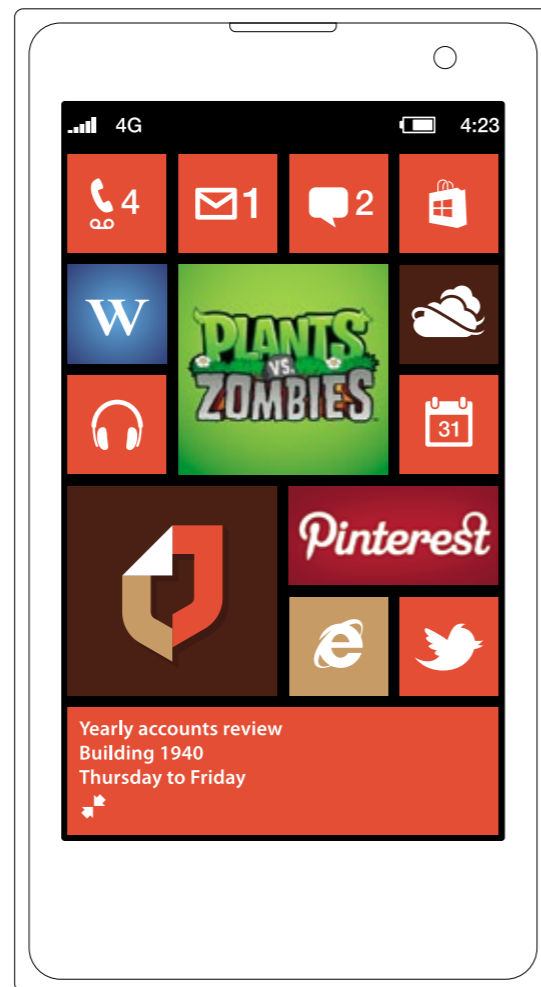 4G 4:23
4 1 2
W
PLANTS
VS.
ZOMBIES
31
Pinterest
e
Yearly accounts review
Building 1940
Thursday to Friday